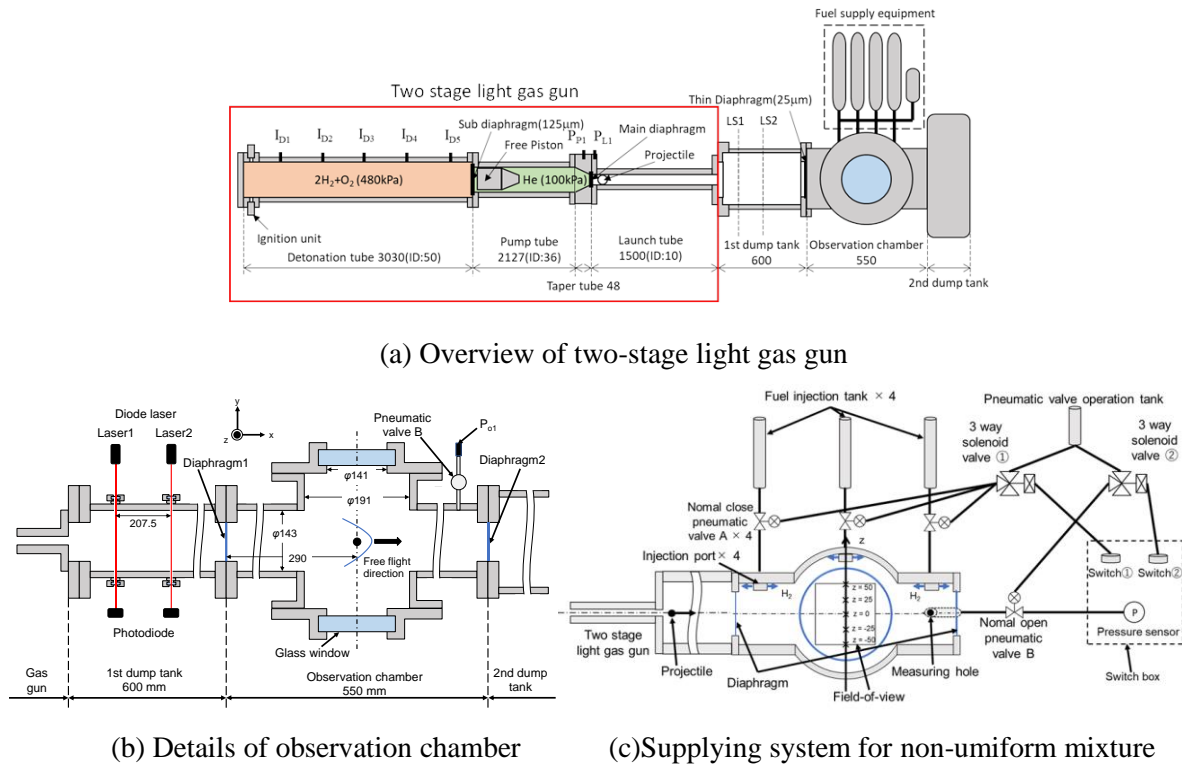 Fuel supply equipment
Two stage light gas gun
Thin Diaphragm(25μm)
Sub diaphragm(125μm)
Free Piston
Main diaphragm
Projectile
I_D1 I_D2 I_D3 I_D4 I_D5 P_P1 P_L1 LS1 LS2
2H₂+O₂ (480kPa)
He (100kPa)
Ignition unit
Detonation tube 3030(ID:50)
Pump tube
2127(ID:36)
Taper tube 48
Launch tube
1500(ID:10)
1st dump tank
600
Observation chamber
550
2nd dump tank
(a) Overview of two-stage light gas gun
Diode laser
Laser1 Laser2
Diaphragm1
y
z x
Pneumatic
valve B
P_o1
Diaphragm2
φ141
φ191
207.5
φ143
290
Free flight
direction
Photodiode
Glass window
Gas
gun
1st dump tank
600 mm
Observation chamber
550 mm
2nd dump
tank
(b) Details of observation chamber
Fuel injection tank × 4
Pneumatic valve operation tank
3 way
solenoid
valve ①
3 way
solenoid
valve ②
Nomal close
pneumatic
valve A × 4
Injection port× 4
z
H₂
H₂
z = 50
z = 25
z = 0
z = -25
z = -50
Switch①
Switch②
P
Pressure sensor
Switch box
Two stage
light gas gun
Projectile
Diaphragm
Field-of-view
Measuring hole
Nomal open
pneumatic
valve B
(c)Supplying system for non-umiform mixture